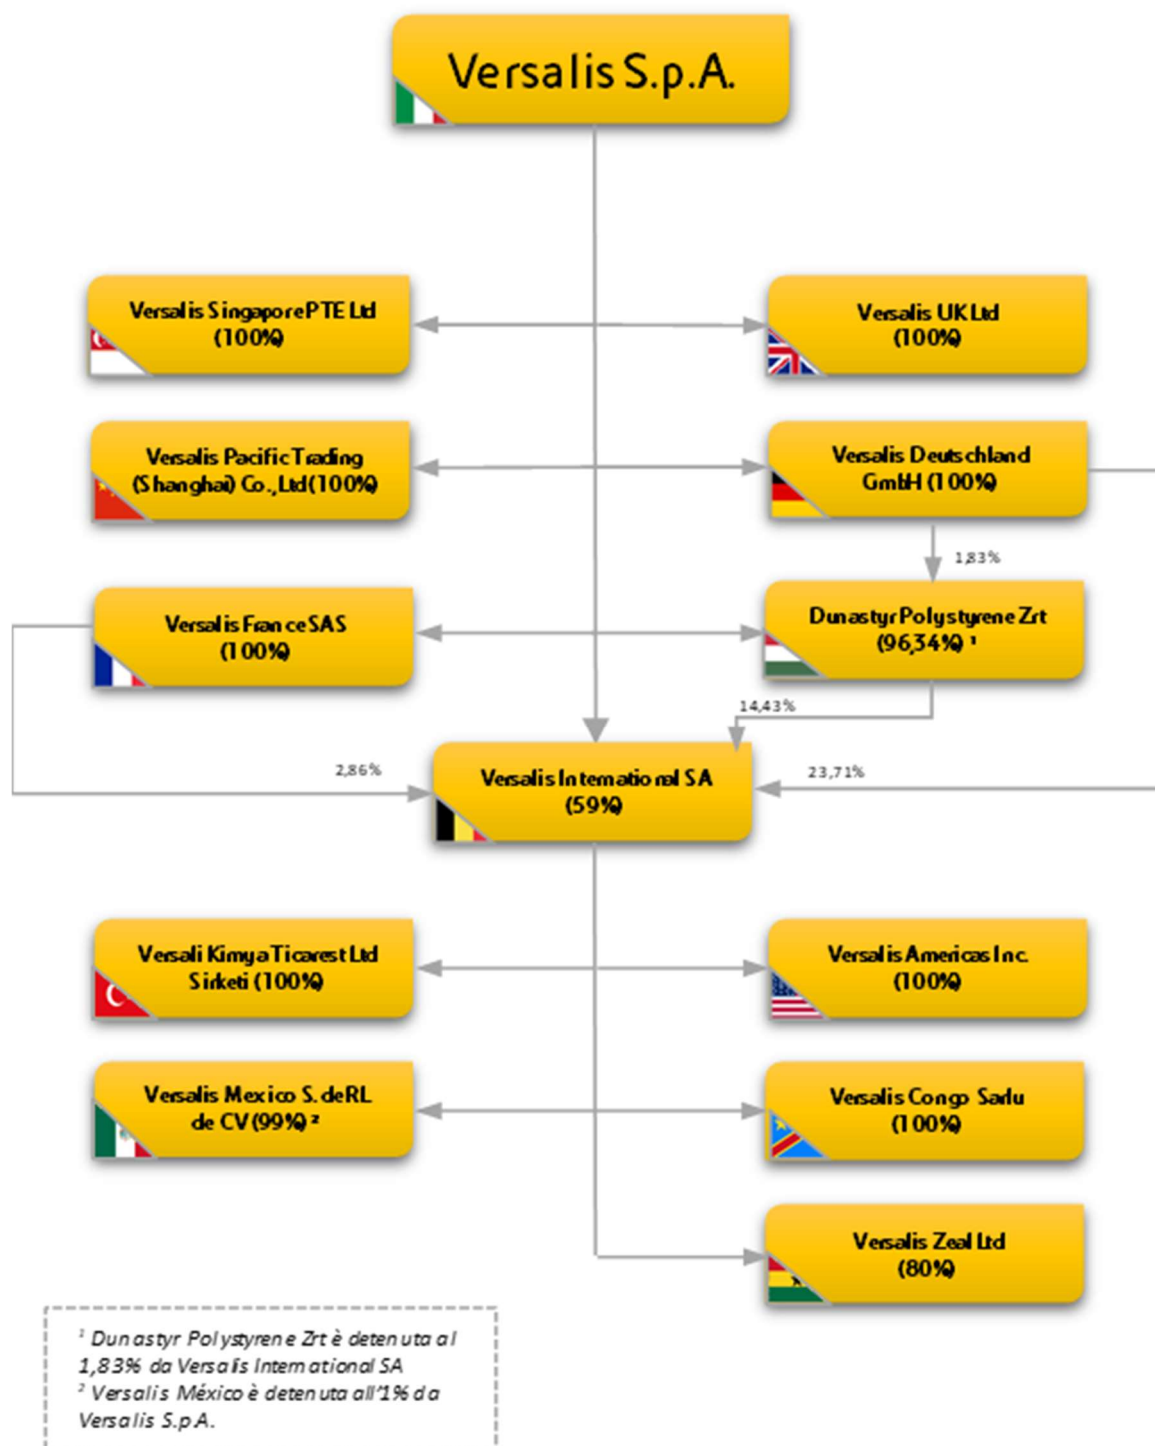 Versalis S.p.A.
Versalis Singapore PTE Ltd
(100%)
Versalis UK Ltd
(100%)
Versalis Pacific Trading
(Shanghai) Co., Ltd (100%)
Versalis Deutschland
GmbH (100%)
1,83%
Versalis France SAS
(100%)
Dunastyr Polystyrene Zrt
(96,34%) ¹
14,43%
2,86%
Versalis International SA
(59%)
23,71%
Versali Kimya Ticarest Ltd
Sirketi (100%)
Versalis Americas Inc.
(100%)
Versalis Mexico S. de RL
de CV (99%) ²
Versalis Congo Sarlu
(100%)
Versalis Zeal Ltd
(80%)
¹ Dunastyr Polystyrene Zrt è detenuta al
1,83% da Versalis International SA
² Versalis México è detenuta all'1% da
Versalis S.p.A.